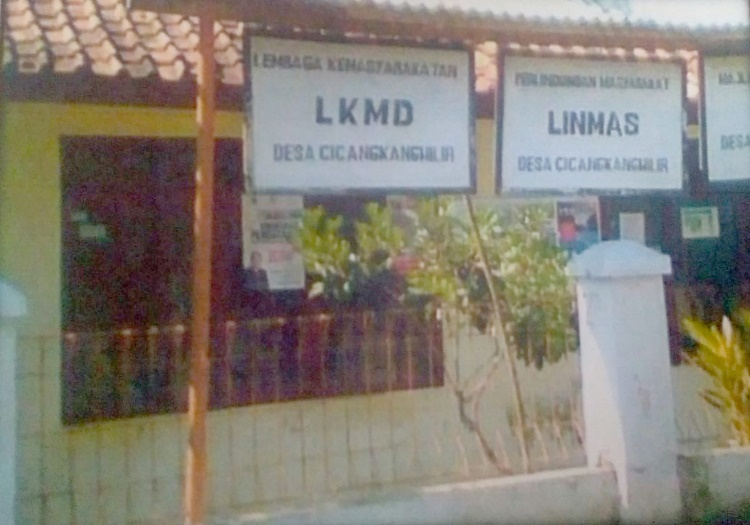 LEMBAGA KEMASYARAKATAN
LKMD
DESA CICANGKANGHILIR
PERLINDUNGAN MASYARAKAT
LINMAS
DESA CICANGKANGHILIR
DESA